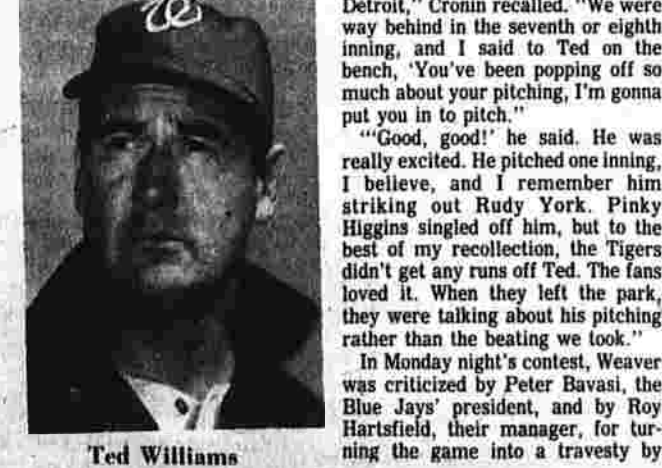 Detroit," Cronin recalled. "We were
way behind in the seventh or eighth
inning, and I said to Ted on the
bench, 'You've been popping off so
much about your pitching, I'm gonna
put you in to pitch."
"'Good, good!' he said. He was
really excited. He pitched one inning,
I believe, and I remember him
striking out Rudy York. Pinky
Higgins singled off him, but to the
best of my recollection, the Tigers
didn't get any runs off Ted. The fans
loved it. When they left the park,
they were talking about his pitching
rather than the beating we took."
In Monday night's contest, Weaver
was criticized by Peter Bavasi, the
Blue Jays' president, and by Roy
Hartsfield, their manager, for tur-
ning the game into a travesty by
Ted Williams